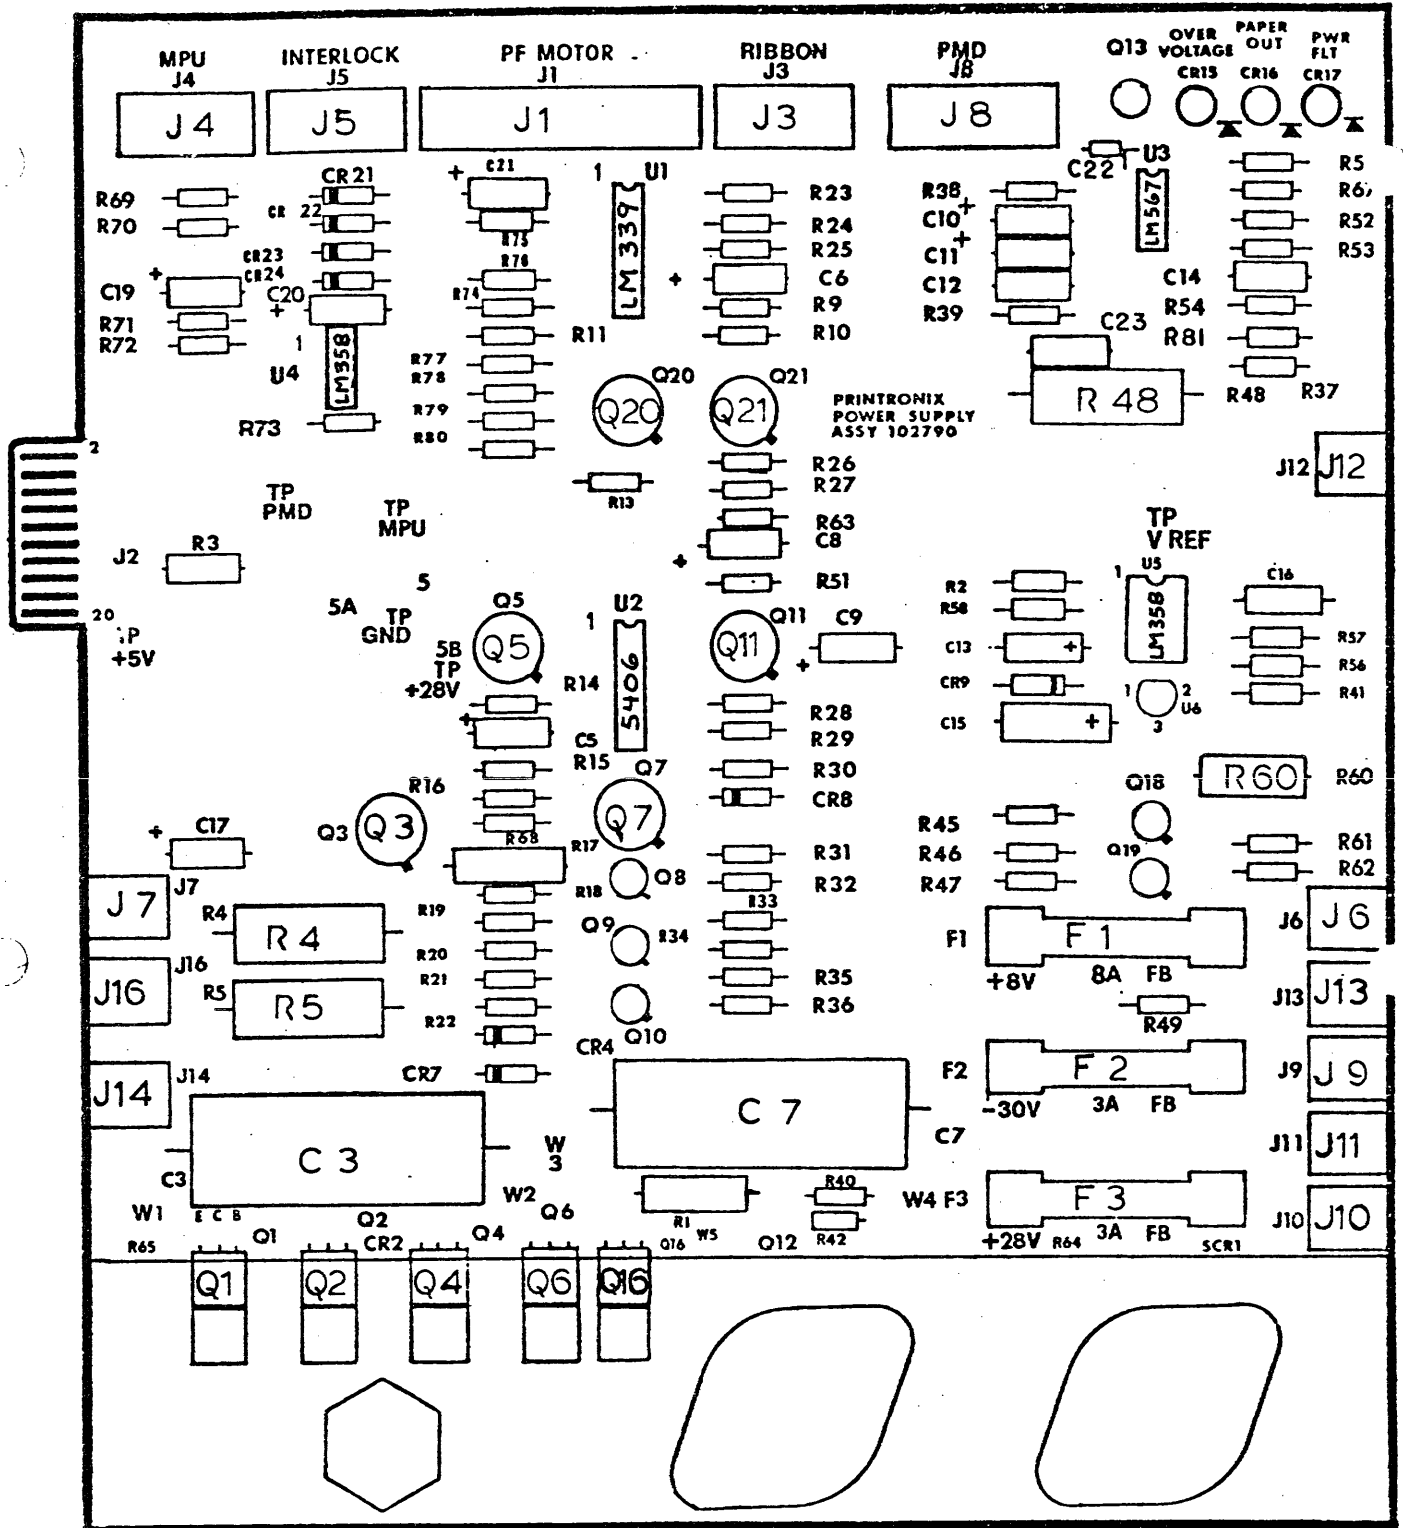 MPU
J4
J4
INTERLOCK
J5
J5
PF MOTOR
J1
J1
RIBBON
J3
J3
PMD
J8
J8
Q13
OVER
VOLTAGE
CR15
PAPER
OUT
CR16
PWR
FLT
CR17
R69
R70
+
C19
R71
R72
CR21
CR 22
CR23
CR24
C20
+
1
U4
LM358
R73
+
C21
R75
R76
R74
R11
R77
R78
R79
R80
1
U1
LM339
R23
R24
R25
+
C6
R9
R10
R38
+
C10
+
C11
C12
R39
C22
U3
LM567
C23
R 48
R5
R52
R53
C14
R54
R81
R48
R37
Q20
Q20
Q21
Q21
PRINTRONIX
POWER SUPPLY
ASSY 102790
2
J2
20
TP
PMD
TP
MPU
R3
R13
R26
R27
R63
C8
+
R51
J12
J12
TP
V REF
5
5A
TP
GND
+5V
5B
TP
+28V
Q5
Q5
1
U2
5406
Q11
Q11
C9
+
R2
R58
C13
+
CR9
C15
+
1
U5
LM358
1
2
U6
3
C16
R57
R56
R41
R14
+
C5
R15
R16
Q7
Q7
R28
R29
R30
CR8
R60
R60
Q3
Q3
+
C17
R68
R17
R18
Q8
R31
R32
R33
R45
R46
R47
Q18
Q19
R61
R62
J7
J7
R4
R4
R19
Q9
R34
F1
F 1
+8V
8A
FB
J6
J6
J16
J16
R5
R5
R20
R21
R22
Q10
R35
R36
R49
J13
J13
J14
J14
CR4
CR7
C 3
C3
C 7
C7
F2
F 2
-30V
3A
FB
J9
J9
W
3
W2
Q6
R1
W5
R40
R42
W4
F3
F 3
+28V
R64
3A
FB
SCR1
J11
J11
J10
J10
W1
E C B
R65
Q1
Q2
CR2
Q4
Q16
Q12
Q1
Q2
Q4
Q6
Q16